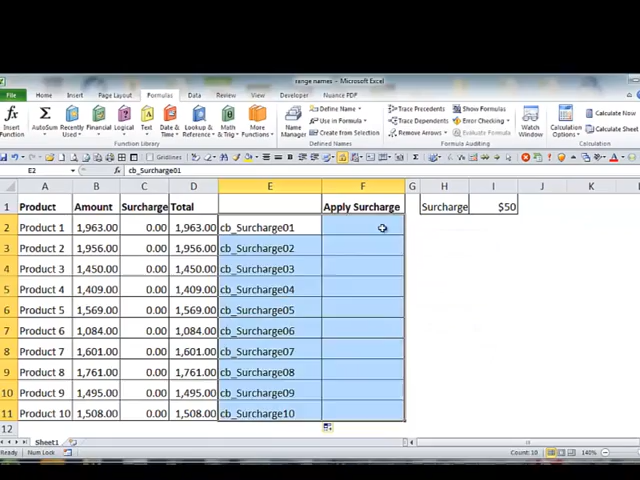 range names - Microsoft Excel
File Home Insert Page Layout Formulas Data Review View Developer Nuance PDF
Insert Function
AutoSum
Recently Used
Financial
Logical
Text
Date & Time
Lookup & Reference
Math & Trig
More Functions
Function Library
Name Manager
Define Name
Use in Formula
Create from Selection
Defined Names
Trace Precedents
Trace Dependents
Remove Arrows
Show Formulas
Error Checking
Evaluate Formula
Formula Auditing
Watch Window
Calculation Options
Calculate Now
Calculate Sheet
Calculation
Gridlines
E2 fx cb_Surcharge01
A B C D E F G H I J K
1 Product Amount Surcharge Total Apply Surcharge Surcharge $50
2 Product 1 1,963.00 0.00 1,963.00 cb_Surcharge01
3 Product 2 1,956.00 0.00 1,956.00 cb_Surcharge02
4 Product 3 1,450.00 0.00 1,450.00 cb_Surcharge03
5 Product 4 1,409.00 0.00 1,409.00 cb_Surcharge04
6 Product 5 1,569.00 0.00 1,569.00 cb_Surcharge05
7 Product 6 1,084.00 0.00 1,084.00 cb_Surcharge06
8 Product 7 1,601.00 0.00 1,601.00 cb_Surcharge07
9 Product 8 1,761.00 0.00 1,761.00 cb_Surcharge08
10 Product 9 1,495.00 0.00 1,495.00 cb_Surcharge09
11 Product 10 1,508.00 0.00 1,508.00 cb_Surcharge10
12
Sheet1
Ready Num Lock Count: 10 140%